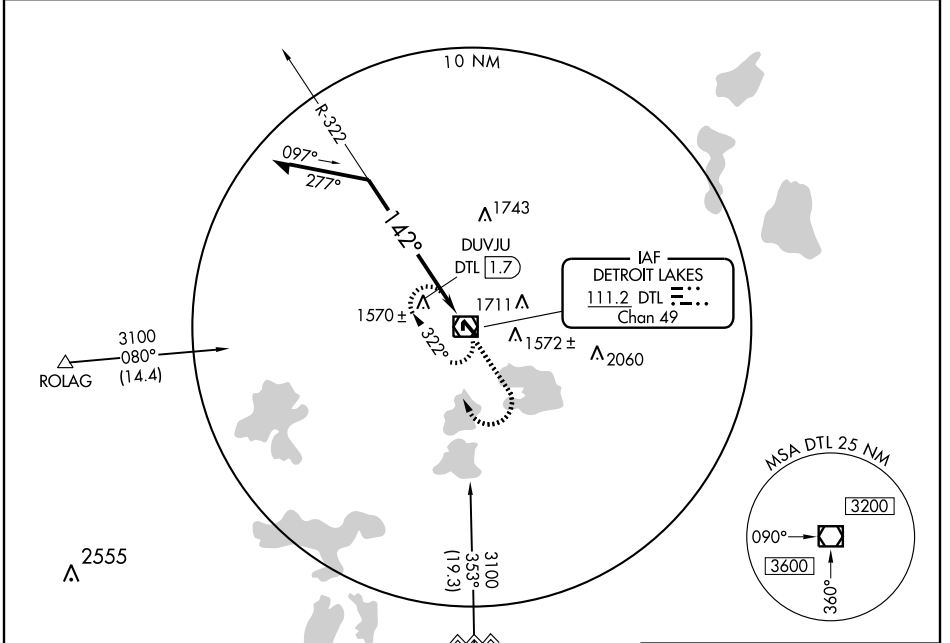 10 NM
R-322
097°
277°
142°
1743
DUVJU
DTL 1.7
IAF
DETROIT LAKES
111.2 DTL
Chan 49
1711
1570 ±
322°
1572 ±
2060
3100
080°
(14.4)
ROLAG
MSA DTL 25 NM
3200
090°
3600
360°
2555
3100
353°
(19.3)